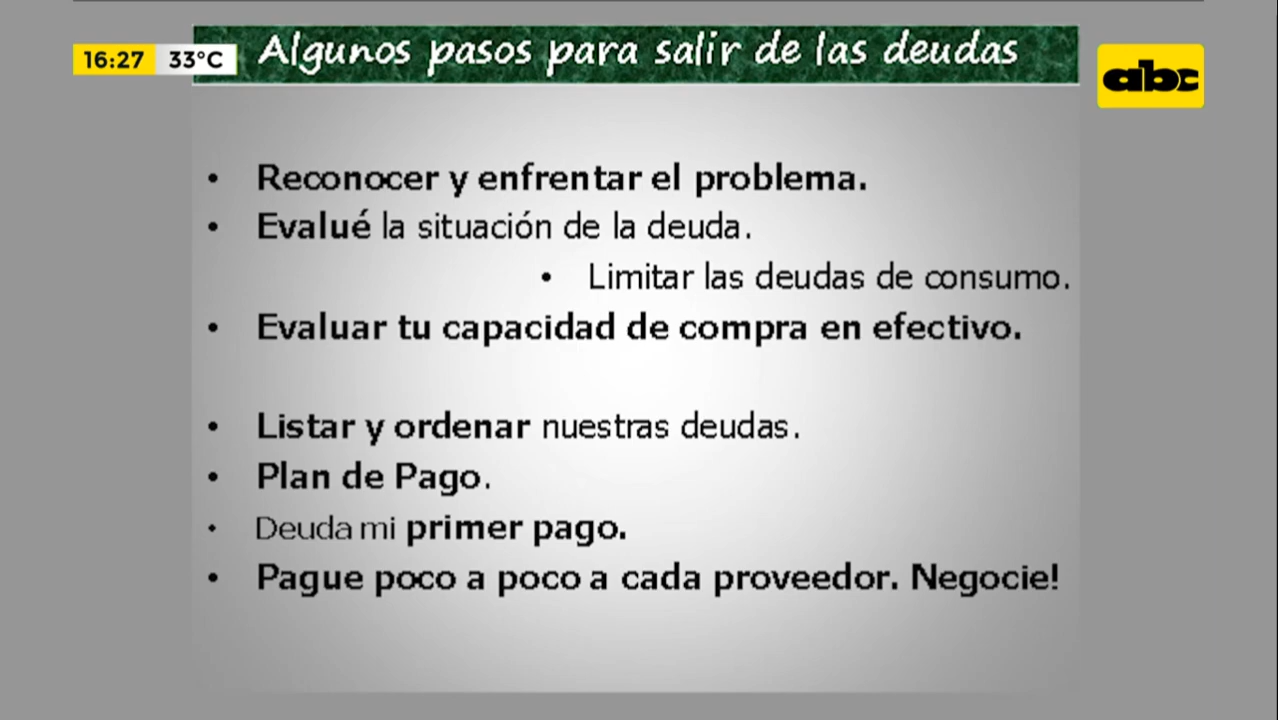 16:27 33°C
Algunos pasos para salir de las deudas
abc
• Reconocer y enfrentar el problema.
• Evalué la situación de la deuda.
• Limitar las deudas de consumo.
• Evaluar tu capacidad de compra en efectivo.
• Listar y ordenar nuestras deudas.
• Plan de Pago.
• Deuda mi primer pago.
• Pague poco a poco a cada proveedor. Negocie!